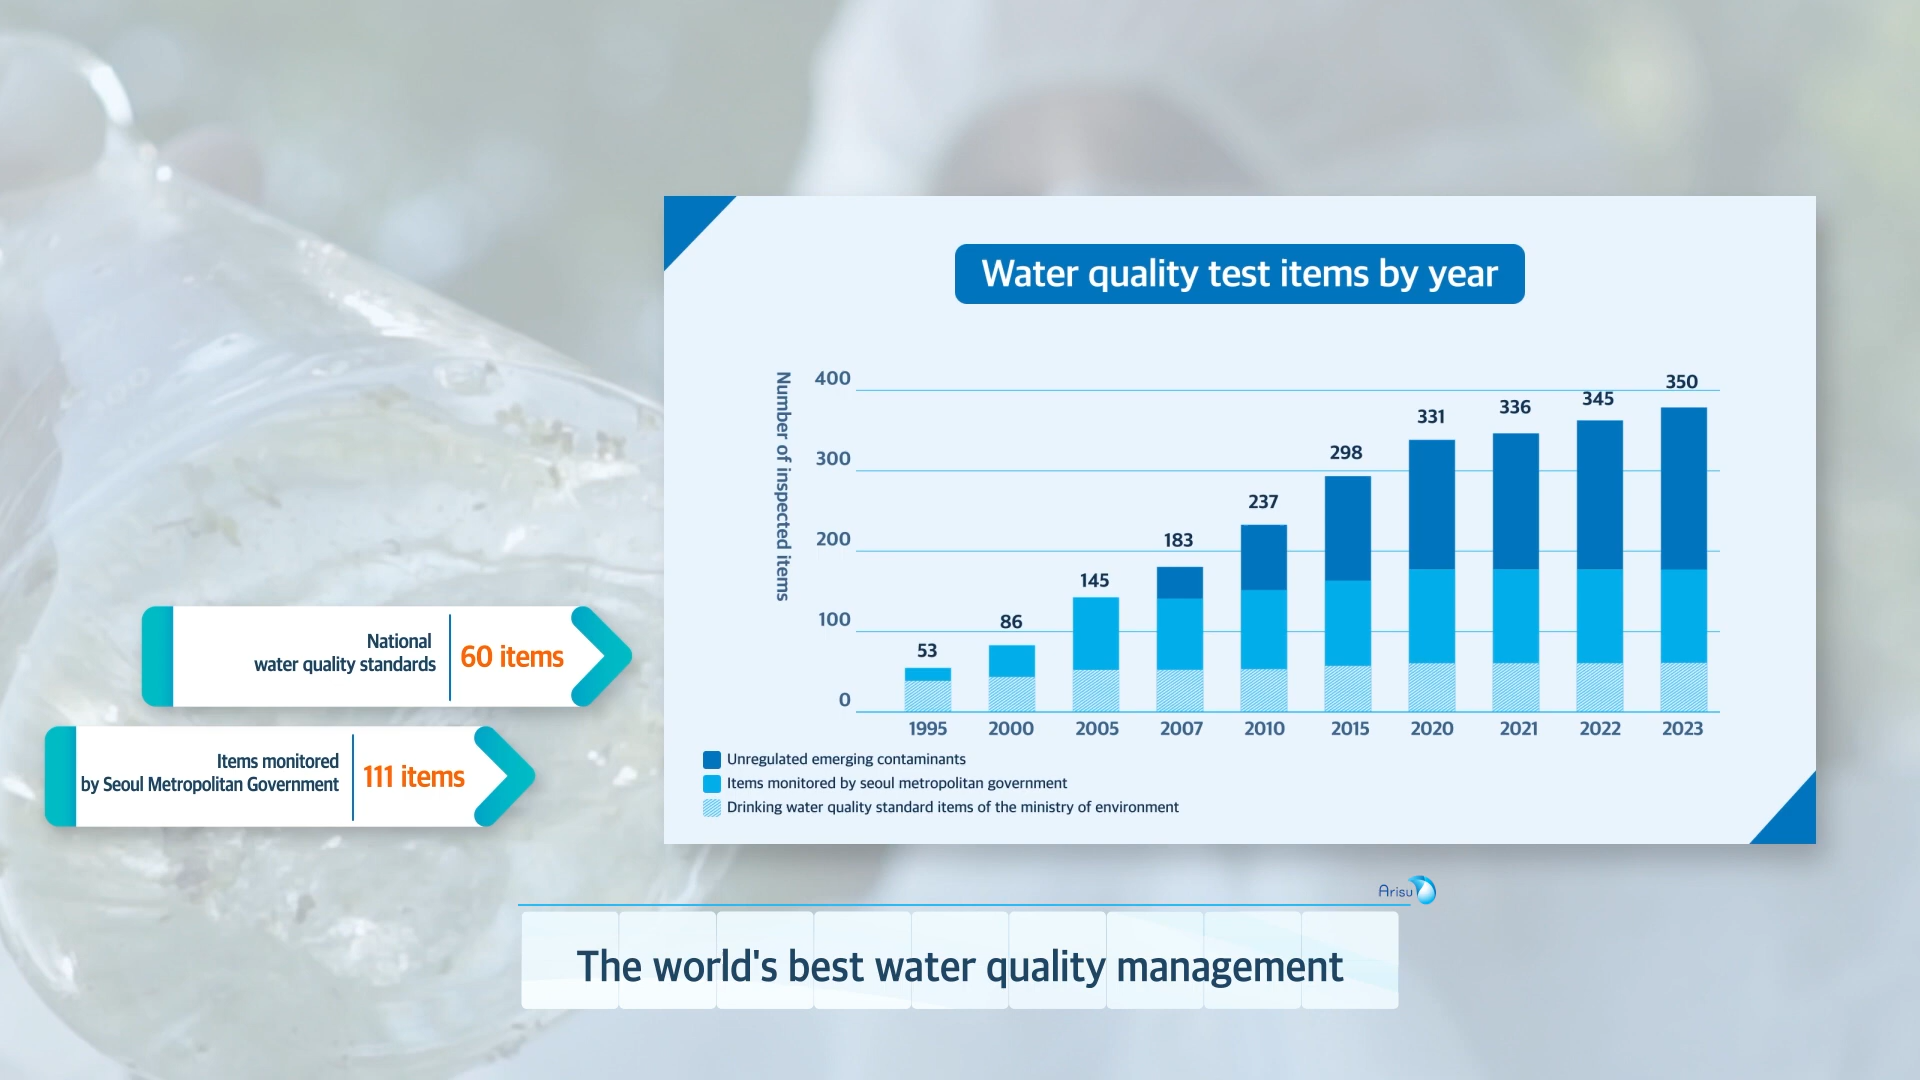 Water quality test items by year
Number of inspected items
400
300
200
100
0
53
86
145
183
237
298
331
336
345
350
1995
2000
2005
2007
2010
2015
2020
2021
2022
2023
Unregulated emerging contaminants
Items monitored by seoul metropolitan government
Drinking water quality standard items of the ministry of environment
National
water quality standards
60 items
Items monitored
by Seoul Metropolitan Government
111 items
Arisu
The world's best water quality management